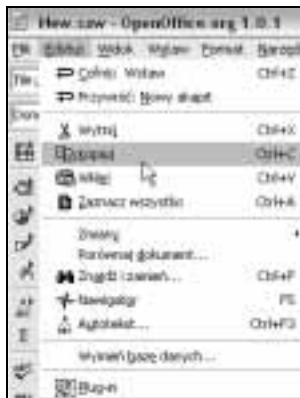 New.sxw - OpenOffice.org 1.0.1
Plik Edytuj Widok Wstaw Format Narzędzi
Cofnij: Wstaw Ctrl+Z
Przywróć: Nowy akapit
Wytnij Ctrl+X
Kopiuj Ctrl+C
Wklej Ctrl+V
Zaznacz wszystko Ctrl+A
Zmiany
Porównaj dokument...
Znajdź i zamień... Ctrl+F
Nawigator F5
Autotekst... Ctrl+F3
Wymień bazę danych...
Plug-in